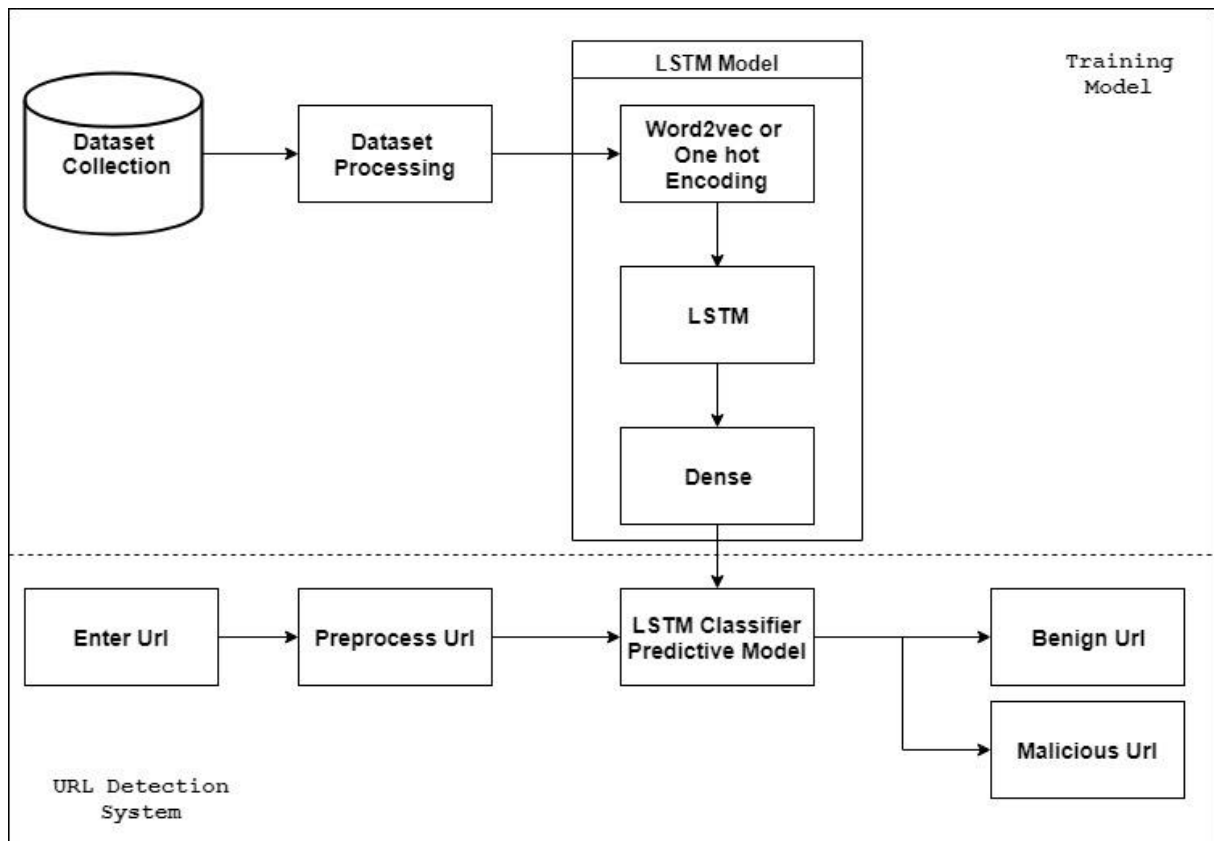 LSTM Model
Training
Model
Dataset
Collection
Dataset
Processing
Word2vec or
One hot
Encoding
LSTM
Dense
Enter Url
Preprocess Url
LSTM Classifier
Predictive Model
Benign Url
Malicious Url
URL Detection
System